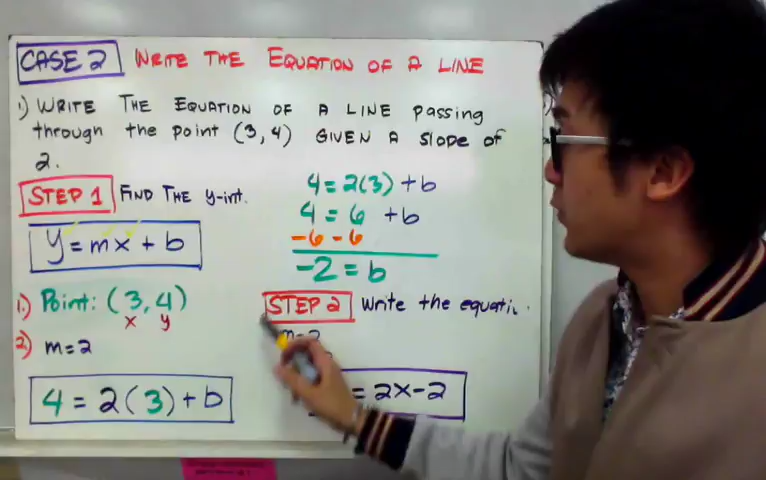 CASE 2 WRITE THE EQUATION OF A LINE
1) WRITE THE EQUATION OF A LINE passing
through the point (3,4) GIVEN A slope of
2.
STEP 1 FIND THE y-int.
y = mx + b
1.) Point: (3,4)
x y
2.) m=2
4 = 2(3)+b
4=2(3)+b
4 = 6 +b
-6 -6
-2 = b
STEP 2 Write the
m=2
= 2x-2